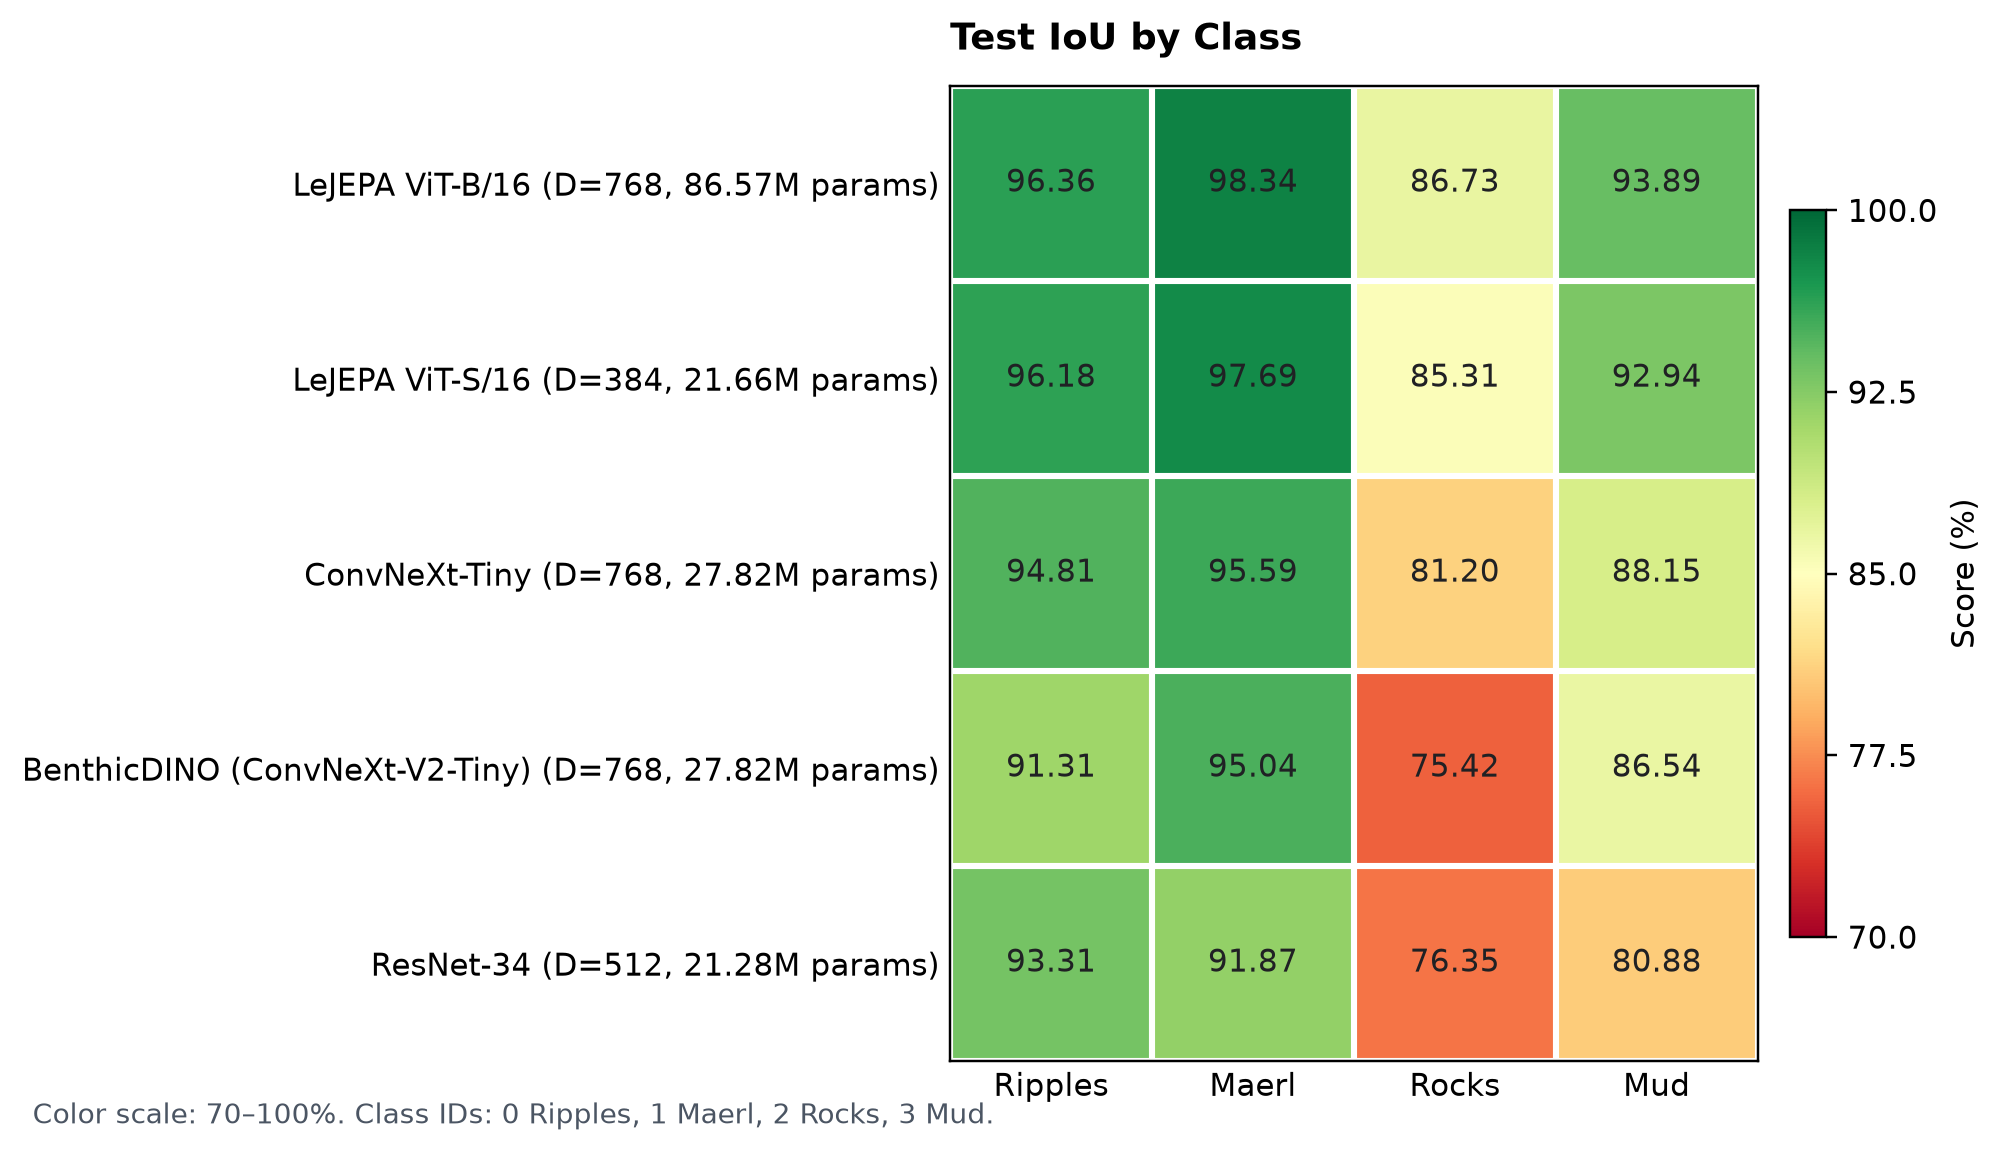 Test IoU by Class
LeJEPA ViT-B/16 (D=768, 86.57M params) 96.36 98.34 86.73 93.89
LeJEPA ViT-S/16 (D=384, 21.66M params) 96.18 97.69 85.31 92.94
ConvNeXt-Tiny (D=768, 27.82M params) 94.81 95.59 81.20 88.15
BenthicDINO (ConvNeXt-V2-Tiny) (D=768, 27.82M params) 91.31 95.04 75.42 86.54
ResNet-34 (D=512, 21.28M params) 93.31 91.87 76.35 80.88
Ripples Maerl Rocks Mud
100.0
92.5
85.0
77.5
70.0
Score (%)
Color scale: 70–100%. Class IDs: 0 Ripples, 1 Maerl, 2 Rocks, 3 Mud.